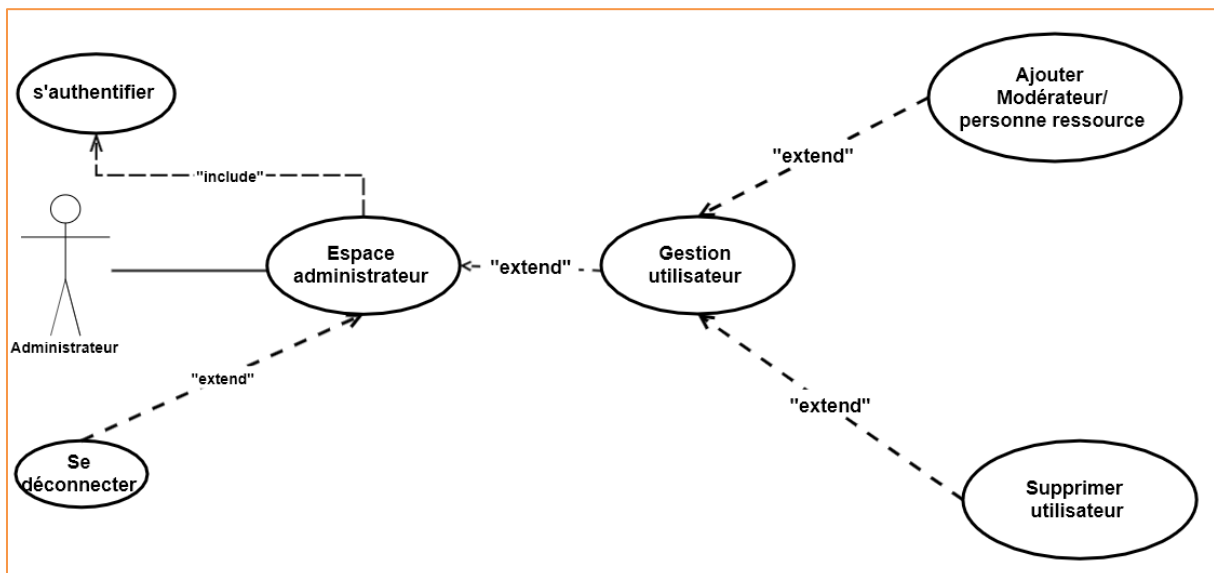 s'authentifier
"include"
Administrateur
Espace
administrateur
"extend"
Se
déconnecter
"extend"
Gestion
utilisateur
"extend"
Ajouter
Modérateur/
personne ressource
"extend"
Supprimer
utilisateur